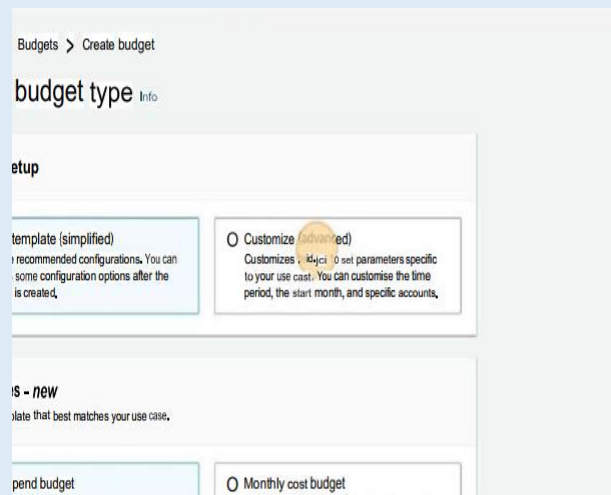 Budgets > Create budget
budget type Info
etup
template (simplified)
recommended configurations. You can
some configuration options after the
is created.
Customize (advanced)
Customizes to set parameters specific
to your use cast. You can customise the time
period, the start month, and specific accounts.
s - new
plate that best matches your use case.
pend budget
Monthly cost budget